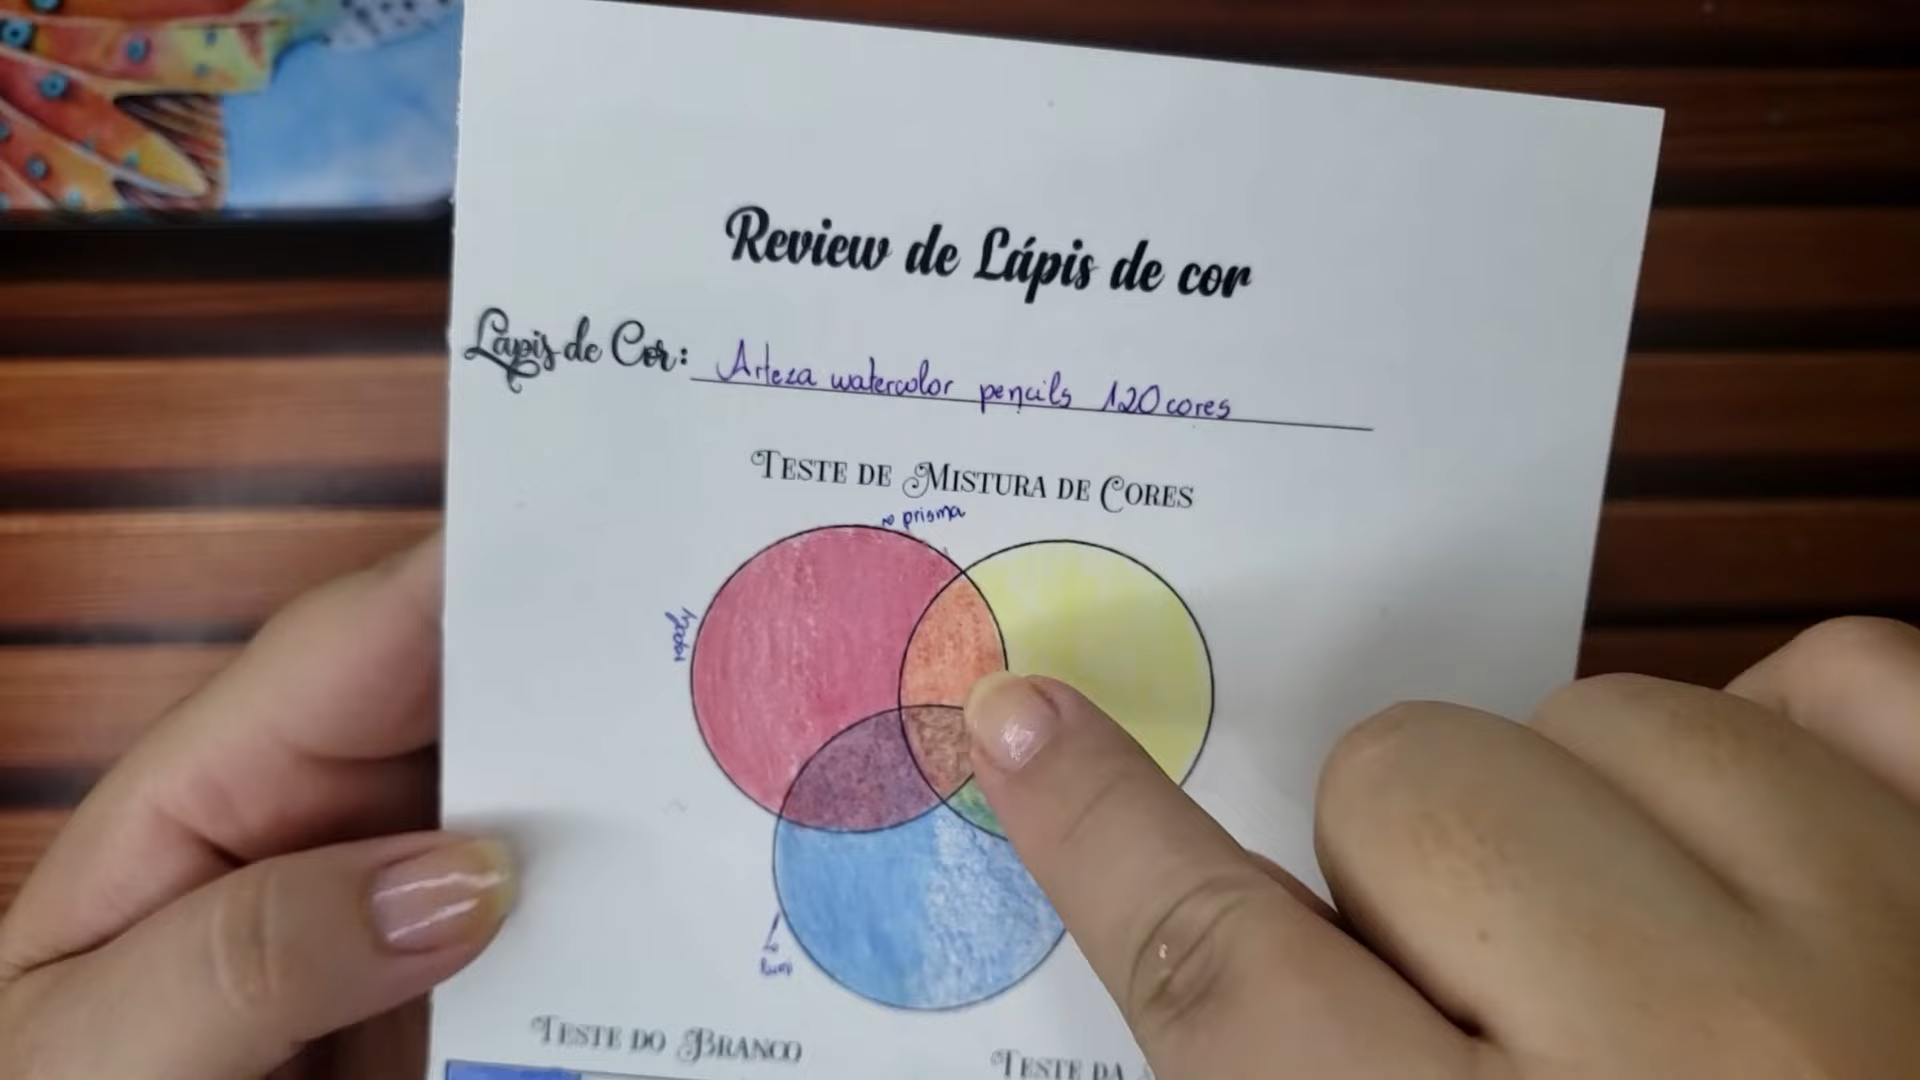 Review de Lápis de cor
Lápis de Cor: Arteza watercolor pencils 120 cores
TESTE DE MISTURA DE CORES
prisma
TESTE DO BRANCO
TESTE DA